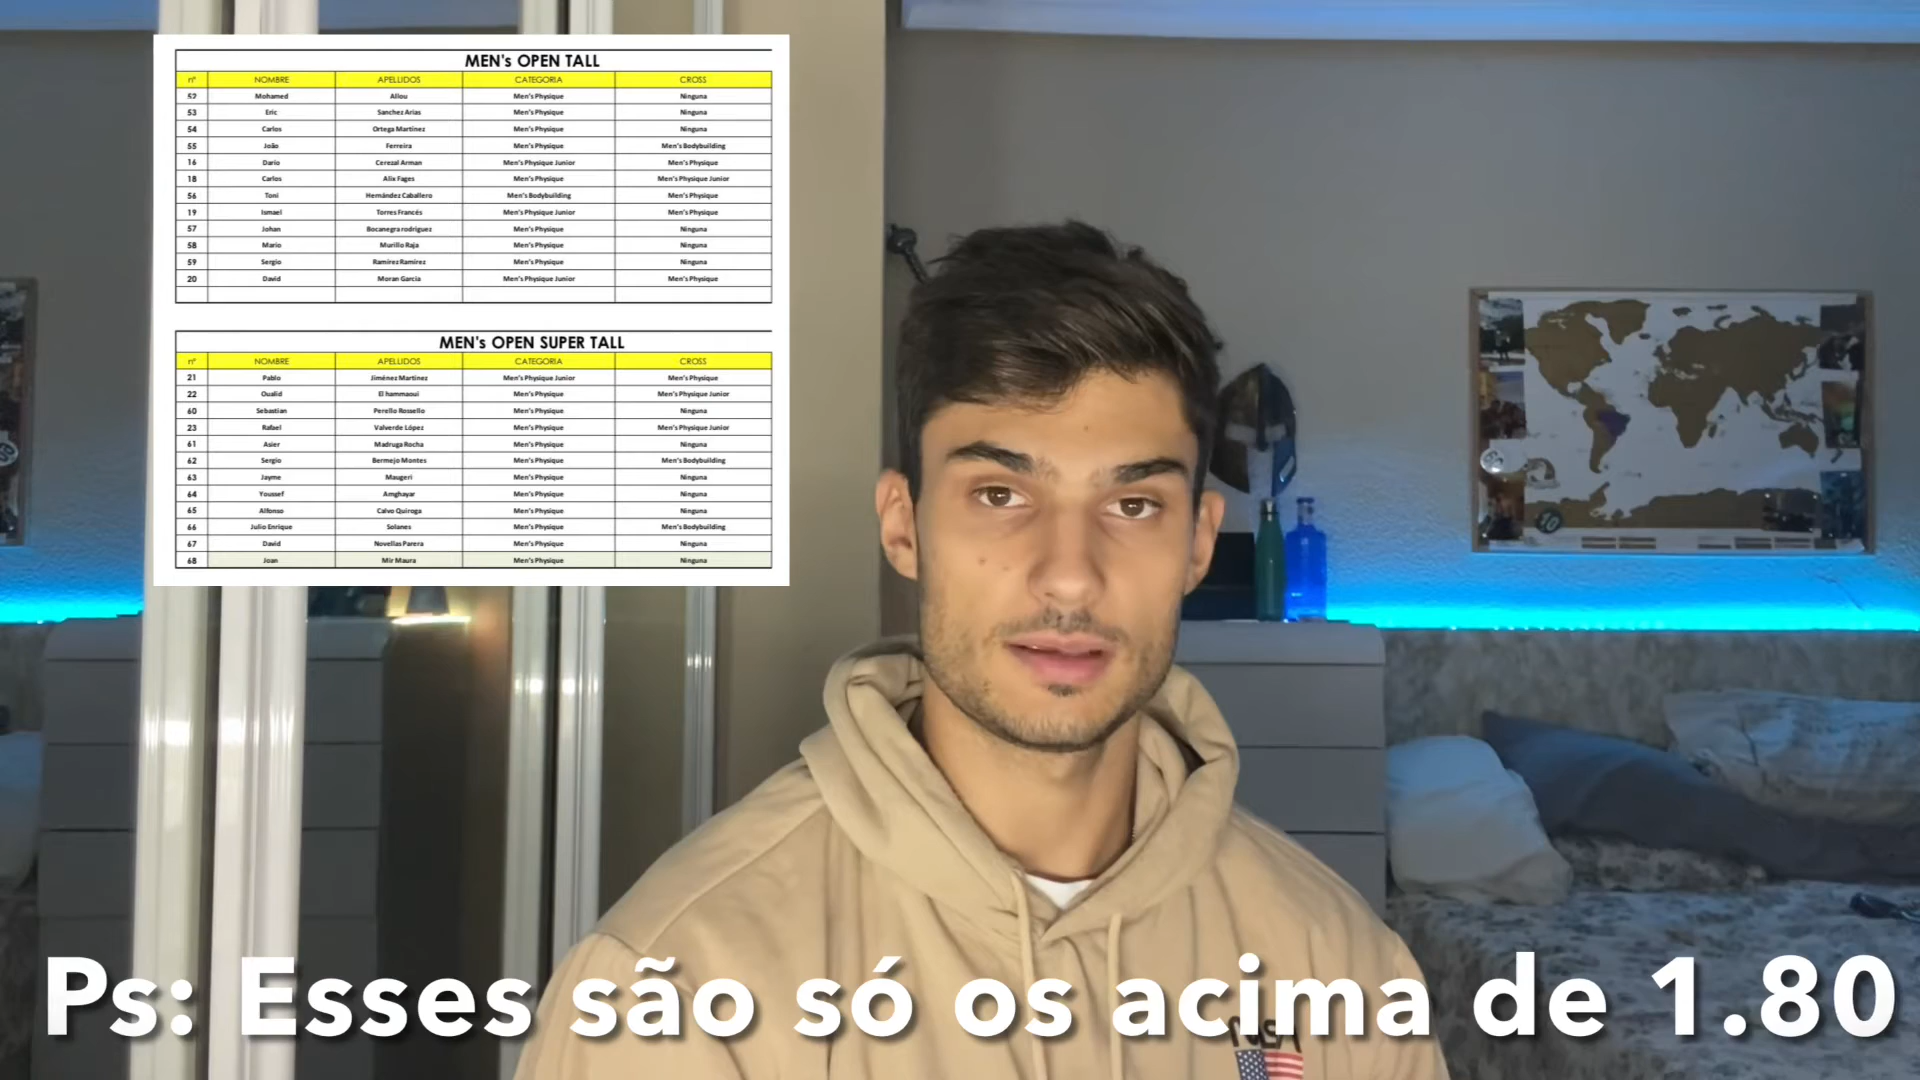 MEN's OPEN TALL
nº NOMBRE APELLIDOS CATEGORIA CROSS
52 Mohamed Allou Men's Physique Ninguna
53 Eric Sanchez Arias Men's Physique Ninguna
54 Carlos Ortega Martínez Men's Physique Ninguna
55 João Ferreira Men's Physique Men's Bodybuilding
16 Darío Cerezal Arman Men's Physique Junior Men's Physique
18 Carlos Alix Fages Men's Physique Men's Physique Junior
56 Toni Hernández Caballero Men's Bodybuilding Men's Physique
19 Ismael Torres Francés Men's Physique Junior Men's Physique
57 Johan Bocanegra rodriguez Men's Physique Ninguna
58 Mario Murillo Raja Men's Physique Ninguna
59 Sergio Ramírez Ramírez Men's Physique Ninguna
20 David Moran Garcia Men's Physique Junior Men's Physique
MEN's OPEN SUPER TALL
nº NOMBRE APELLIDOS CATEGORIA CROSS
21 Pablo Jiménez Martínez Men's Physique Junior Men's Physique
22 Oualid El hammaoui Men's Physique Men's Physique Junior
60 Sebastian Perello Rossello Men's Physique Ninguna
23 Rafael Valverde López Men's Physique Men's Physique Junior
61 Asier Madruga Rocha Men's Physique Ninguna
62 Sergio Bermejo Montes Men's Physique Men's Bodybuilding
63 Jayme Maugeri Men's Physique Ninguna
64 Youssef Amghayar Men's Physique Ninguna
65 Alfonso Calvo Quiroga Men's Physique Ninguna
66 Julio Enrique Solanes Men's Physique Men's Bodybuilding
67 David Novellas Parera Men's Physique Ninguna
68 Joan Mir Maura Men's Physique Ninguna
10
Ps: Esses são só os acima de 1.80